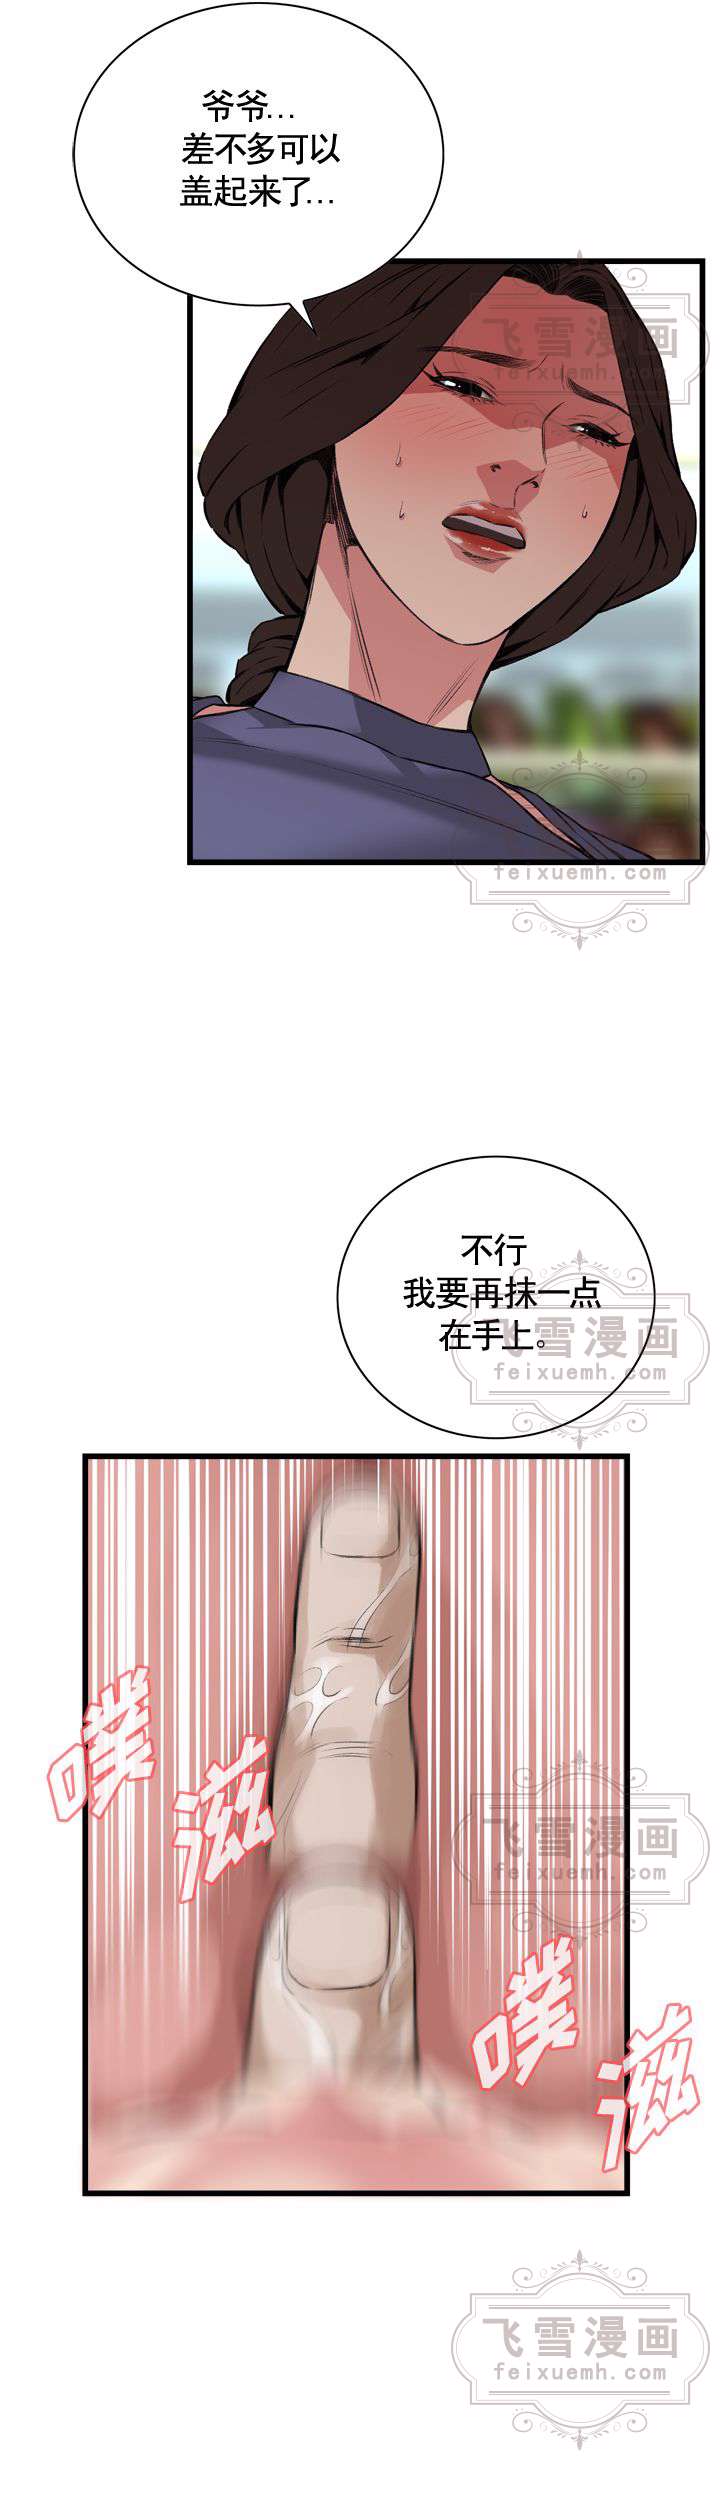 爷爷...
差不多可以
盖起来了...
飞雪漫画
feixuemh.com
feixuemh.com
不行
我要再抹一点
在手上。
飞雪漫画
feixuemh.com
噗
滋
飞雪漫画
feixuemh.com
噗
滋
飞雪漫画
feixuemh.com